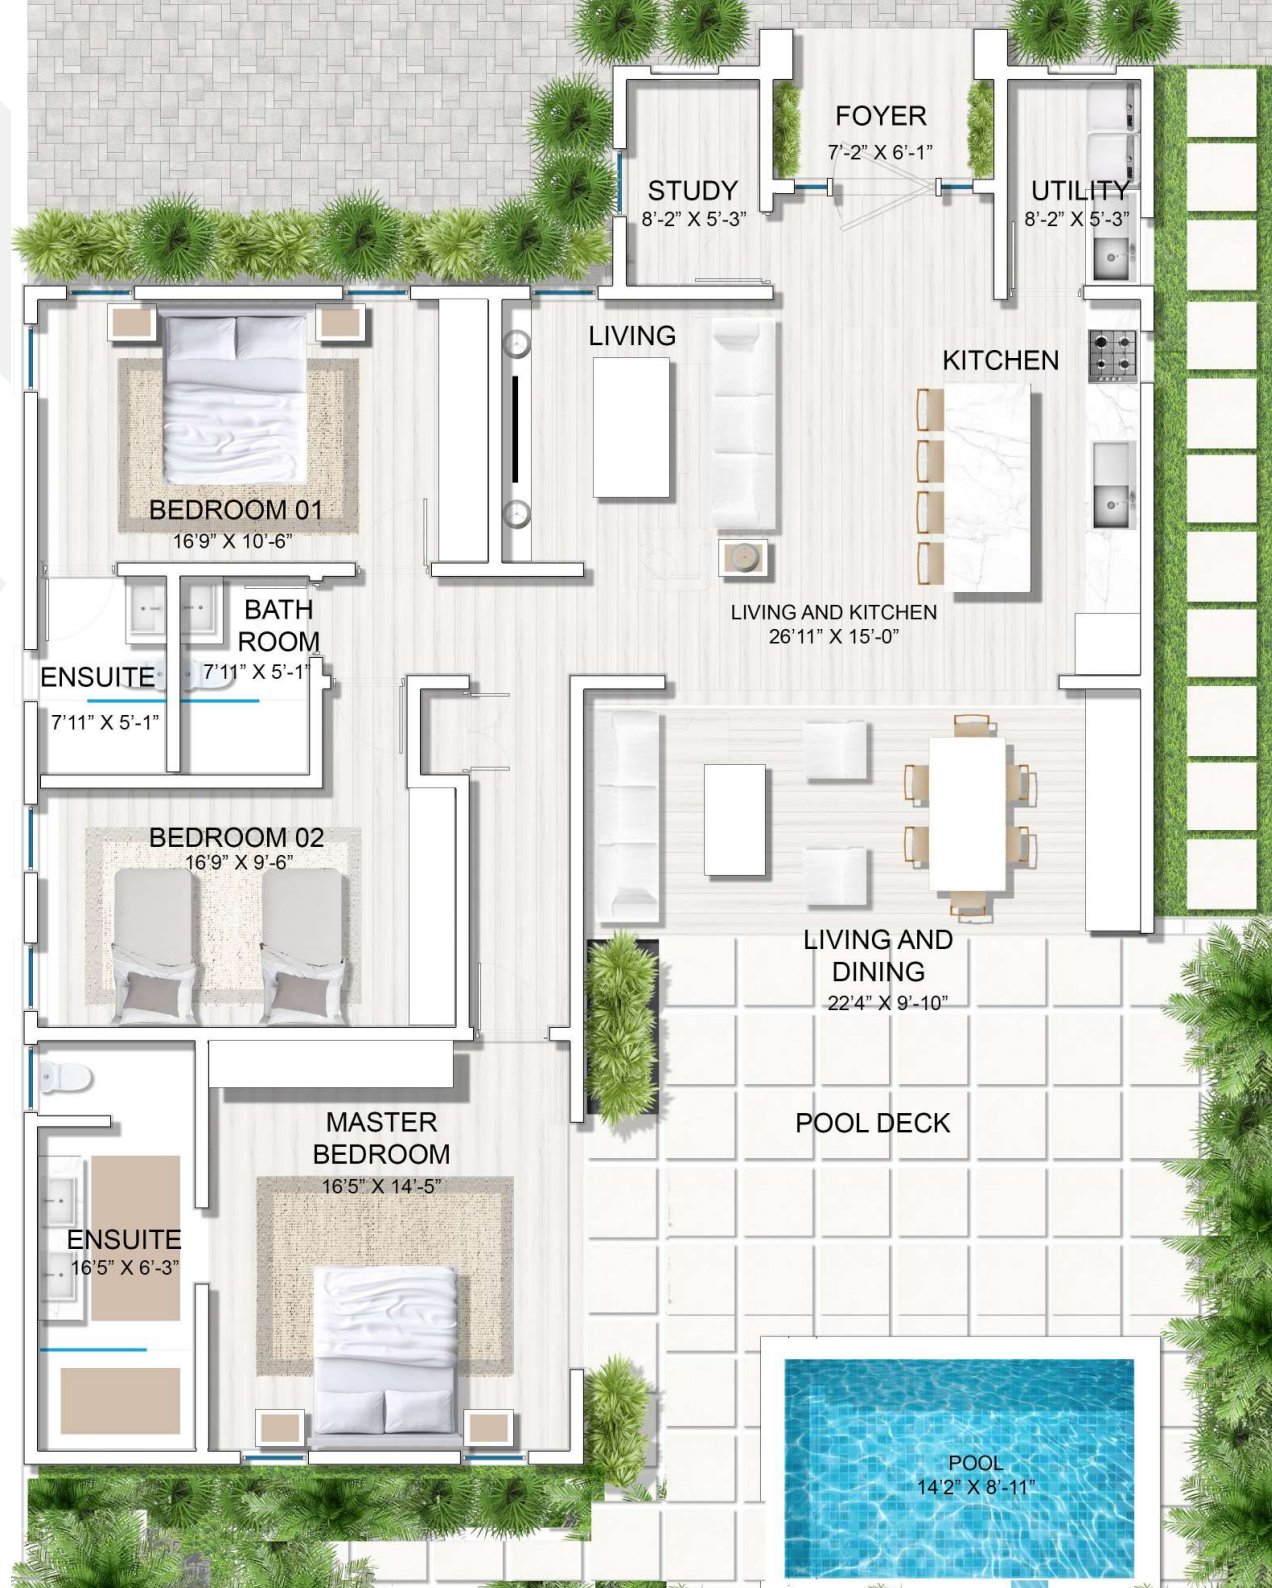 FOYER
7'-2” X 6'-1”
STUDY
8'-2” X 5'-3”
UTILITY
8'-2” X 5'-3”
LIVING
KITCHEN
BEDROOM 01
16'9” X 10'-6”
LIVING AND KITCHEN
26'11” X 15'-0”
BATH
ROOM
7'11” X 5'-1”
ENSUITE
7'11” X 5'-1”
BEDROOM 02
16'9” X 9'-6”
LIVING AND
DINING
22'4” X 9'-10”
MASTER
BEDROOM
16'5” X 14'-5”
POOL DECK
ENSUITE
16'5” X 6'-3”
POOL
14'2” X 8'-11”